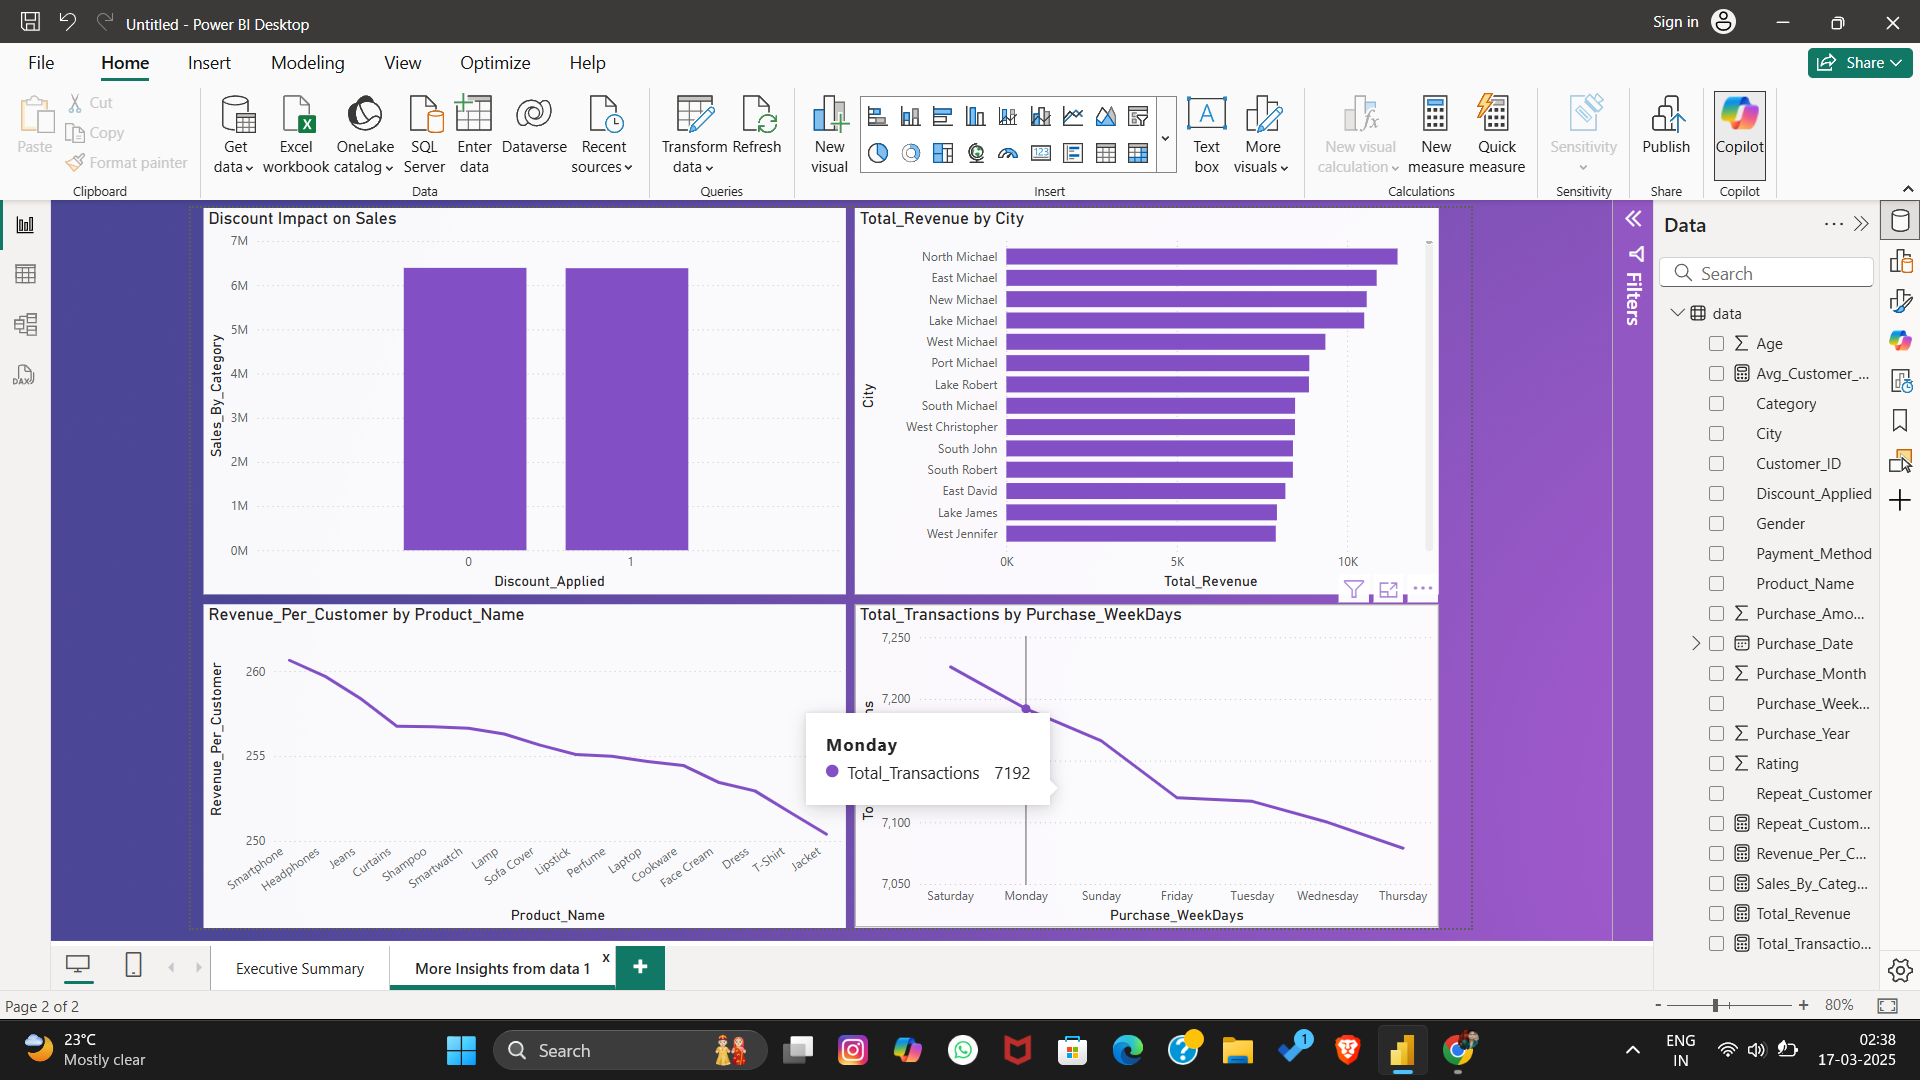 Untitled - Power BI Desktop
Sign in
File
Home
Insert
Modeling
View
Optimize
Help
Share
Paste
Cut
Copy
Format painter
Clipboard
Get data
Excel workbook
OneLake catalog
SQL Server
Enter data
Dataverse
Recent sources
Data
Transform data
Refresh
Queries
New visual
Text box
More visuals
Insert
New visual calculation
New measure
Quick measure
Calculations
Sensitivity
Sensitivity
Publish
Share
Copilot
Copilot
Discount Impact on Sales
7M
6M
5M
4M
3M
2M
1M
0M
Sales_By_Category
0
1
Discount_Applied
Total_Revenue by City
City
North Michael
East Michael
New Michael
Lake Michael
West Michael
Port Michael
Lake Robert
South Michael
West Christopher
South John
South Robert
East David
Lake James
West Jennifer
0K
5K
10K
Total_Revenue
Revenue_Per_Customer by Product_Name
Revenue_Per_Customer
260
255
250
Smartphone
Headphones
Jeans
Curtains
Shampoo
Smartwatch
Lamp
Sofa Cover
Lipstick
Perfume
Laptop
Cookware
Face Cream
Dress
T-Shirt
Jacket
Product_Name
Total_Transactions by Purchase_WeekDays
7,250
7,200
7,100
7,050
Monday
Total_Transactions 7192
Saturday
Monday
Sunday
Friday
Tuesday
Wednesday
Thursday
Purchase_WeekDays
Filters
Data
Search
data
Age
Avg_Customer_...
Category
City
Customer_ID
Discount_Applied
Gender
Payment_Method
Product_Name
Purchase_Amo...
Purchase_Date
Purchase_Month
Purchase_Week...
Purchase_Year
Rating
Repeat_Customer
Repeat_Custom...
Revenue_Per_C...
Sales_By_Categ...
Total_Revenue
Total_Transactio...
Executive Summary
More Insights from data 1
x
Page 2 of 2
- + 80%
23°C
Mostly clear
Search
1
ENG
IN
02:38
17-03-2025